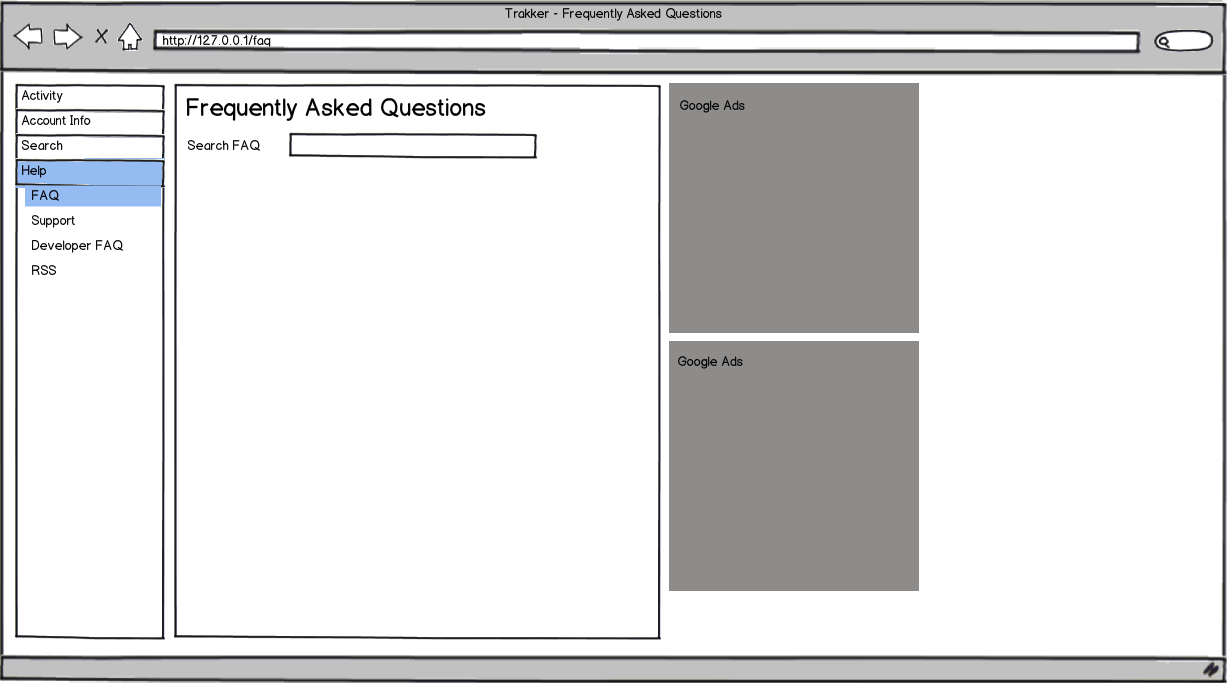 Trakker - Frequently Asked Questions
http://127.0.0.1/faq
Activity
Account Info
Search
Help
FAQ
Support
Developer FAQ
RSS
Frequently Asked Questions
Search FAQ
Google Ads
Google Ads